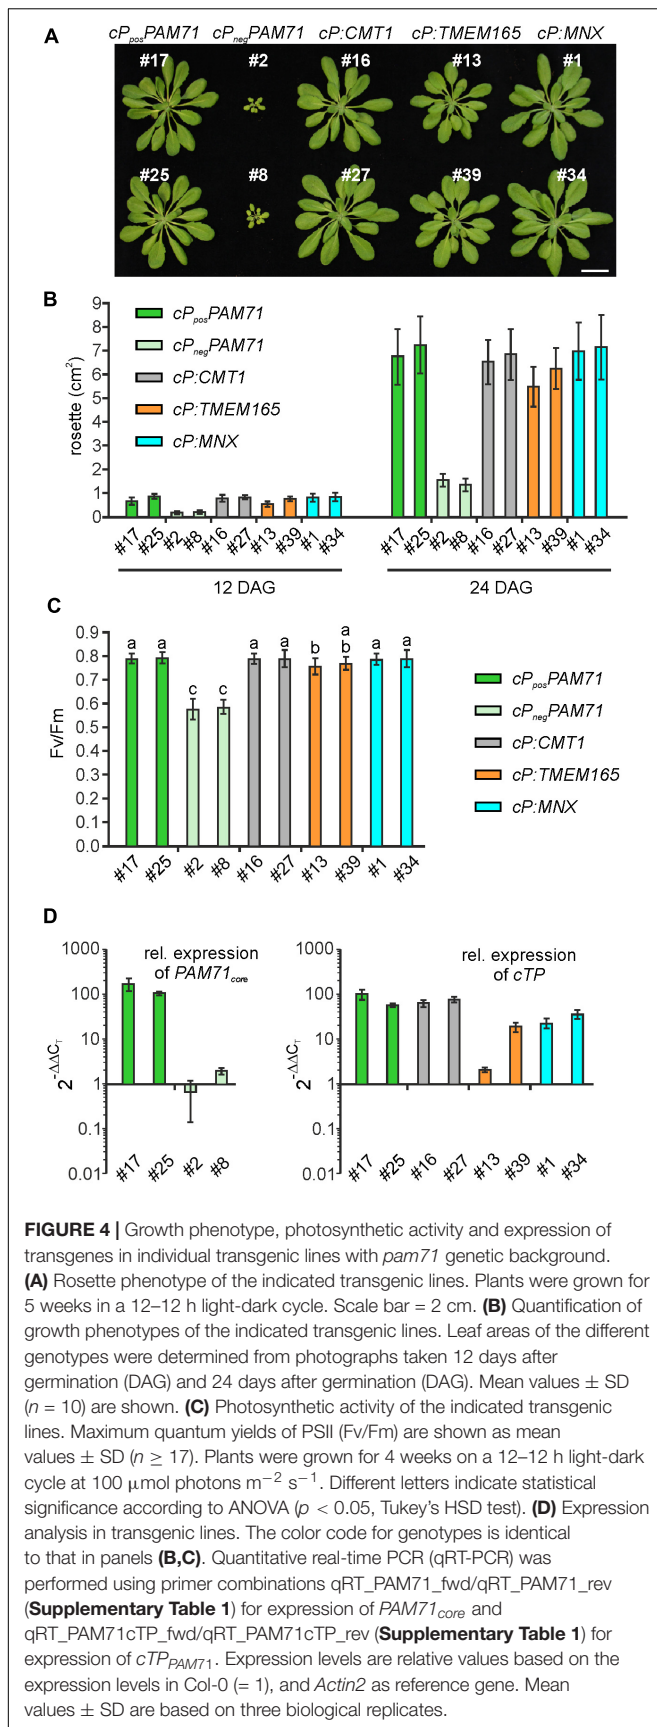 A
cPposPAM71 cPnegPAM71 cP:CMT1 cP:TMEM165 cP:MNX
#17 #2 #16 #13 #1
#25 #8 #27 #39 #34
B
rosette (cm²)
9
8
7
6
5
4
3
2
1
0
cPposPAM71
cPnegPAM71
cP:CMT1
cP:TMEM165
cP:MNX
#17 #25 #2 #8 #16 #27 #13 #39 #1 #34
#17 #25 #2 #8 #16 #27 #13 #39 #1 #34
12 DAG
24 DAG
C
Fv/Fm
0.9
0.8
0.7
0.6
0.5
0.4
0.3
0.2
0.1
0.0
a a c c a a b a b a a
#17 #25 #2 #8 #16 #27 #13 #39 #1 #34
cPposPAM71
cPnegPAM71
cP:CMT1
cP:TMEM165
cP:MNX
D
2-ΔΔCT
1000
100
10
1
0.1
0.01
rel. expression
of PAM71core
#17 #25 #2 #8
2-ΔΔCT
1000
100
10
1
0.1
0.01
rel. expression
of cTP
#17 #25 #16 #27 #13 #39 #1 #34
FIGURE 4 | Growth phenotype, photosynthetic activity and expression of
transgenes in individual transgenic lines with pam71 genetic background.
(A) Rosette phenotype of the indicated transgenic lines. Plants were grown for
5 weeks in a 12–12 h light-dark cycle. Scale bar = 2 cm. (B) Quantification of
growth phenotypes of the indicated transgenic lines. Leaf areas of the different
genotypes were determined from photographs taken 12 days after
germination (DAG) and 24 days after germination (DAG). Mean values ± SD
(n = 10) are shown. (C) Photosynthetic activity of the indicated transgenic
lines. Maximum quantum yields of PSII (Fv/Fm) are shown as mean
values ± SD (n ≥ 17). Plants were grown for 4 weeks on a 12–12 h light-dark
cycle at 100 µmol photons m−2 s−1. Different letters indicate statistical
significance according to ANOVA (p < 0.05, Tukey's HSD test). (D) Expression
analysis in transgenic lines. The color code for genotypes is identical
to that in panels (B,C). Quantitative real-time PCR (qRT-PCR) was
performed using primer combinations qRT_PAM71_fwd/qRT_PAM71_rev
(Supplementary Table 1) for expression of PAM71core and
qRT_PAM71cTP_fwd/qRT_PAM71cTP_rev (Supplementary Table 1) for
expression of cTPPAM71. Expression levels are relative values based on the
expression levels in Col-0 (= 1), and Actin2 as reference gene. Mean
values ± SD are based on three biological replicates.